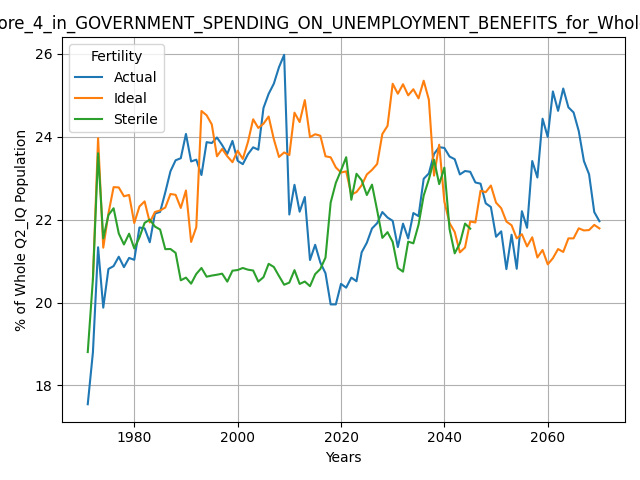 ore_4_in_GOVERNMENT_SPENDING_ON_UNEMPLOYMENT_BENEFITS_for_Whol
Fertility
Actual
Ideal
Sterile
% of Whole Q2_IQ Population
26
24
22
20
18
1980
2000
2020
2040
2060
Years